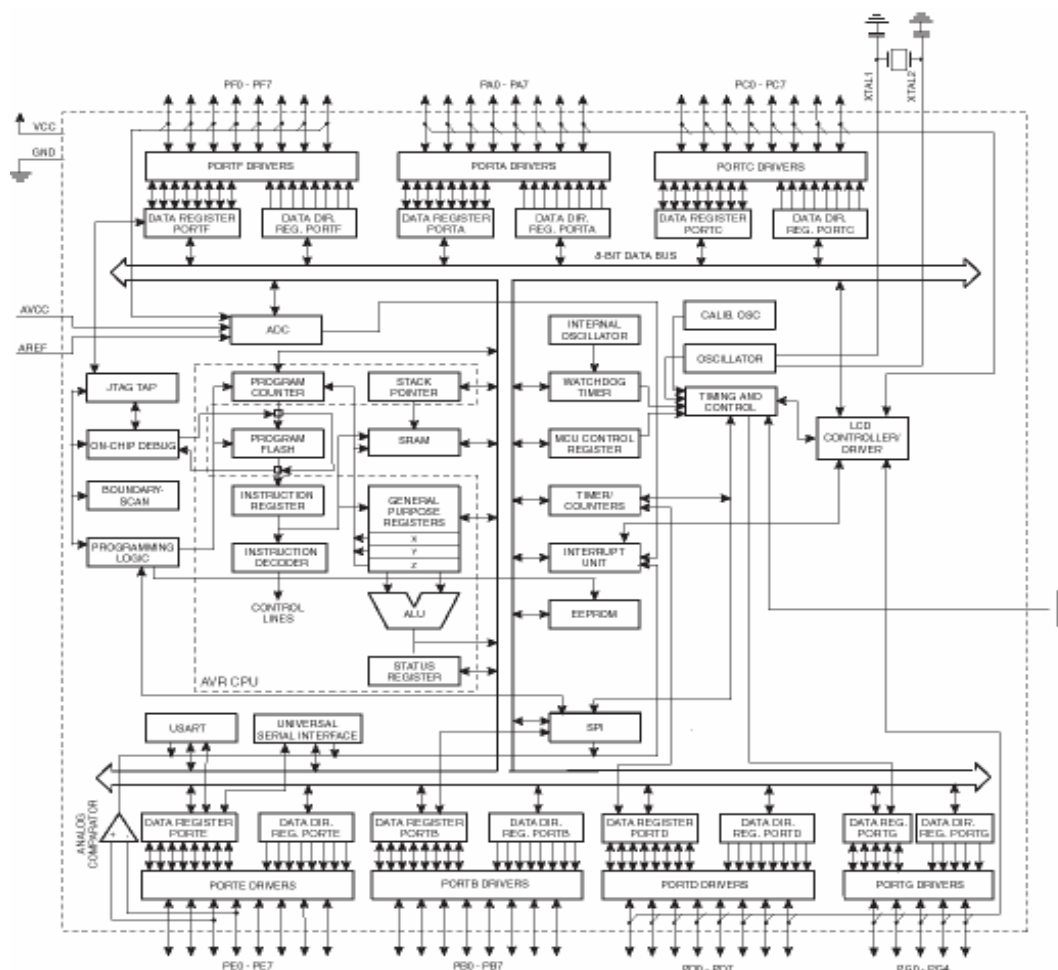 PF0 - PF7
PA0 - PA7
PC0 - PC7
XTAL1
XTAL2
VCC
GND
PORTF DRIVERS
PORTA DRIVERS
PORTC DRIVERS
DATA REGISTER
PORTF
DATA DIR.
REG. PORTF
DATA REGISTER
PORTA
DATA DIR.
REG. PORTA
DATA REGISTER
PORTC
DATA DIR.
REG. PORTC
8-BIT DATA BUS
AVCC
AREF
ADC
INTERNAL
OSCILLATOR
CALIB. OSC
OSCILLATOR
JTAG TAP
PROGRAM
COUNTER
STACK
POINTER
WATCHDOG
TIMER
TIMING AND
CONTROL
LCD
CONTROLLER/
DRIVER
ON-CHIP DEBUG
PROGRAM
FLASH
SRAM
MCU CONTROL
REGISTER
BOUNDARY-
SCAN
INSTRUCTION
REGISTER
GENERAL
PURPOSE
REGISTERS
X
Y
Z
TIMER/
COUNTERS
PROGRAMMING
LOGIC
INSTRUCTION
DECODER
INTERRUPT
UNIT
CONTROL
LINES
ALU
EEPROM
STATUS
REGISTER
AVR CPU
USART
UNIVERSAL
SERIAL INTERFACE
SPI
ANALOG
COMPARATOR
+
-
DATA REGISTER
PORTE
DATA DIR.
REG. PORTE
DATA REGISTER
PORTB
DATA DIR.
REG. PORTB
DATA REGISTER
PORTD
DATA DIR.
REG. PORTD
DATA REG.
PORTG
DATA DIR.
REG. PORTG
PORTE DRIVERS
PORTB DRIVERS
PORTD DRIVERS
PORTG DRIVERS
PE0 - PE7
PB0 - PB7
PD0 - PD7
PG0 - PG4